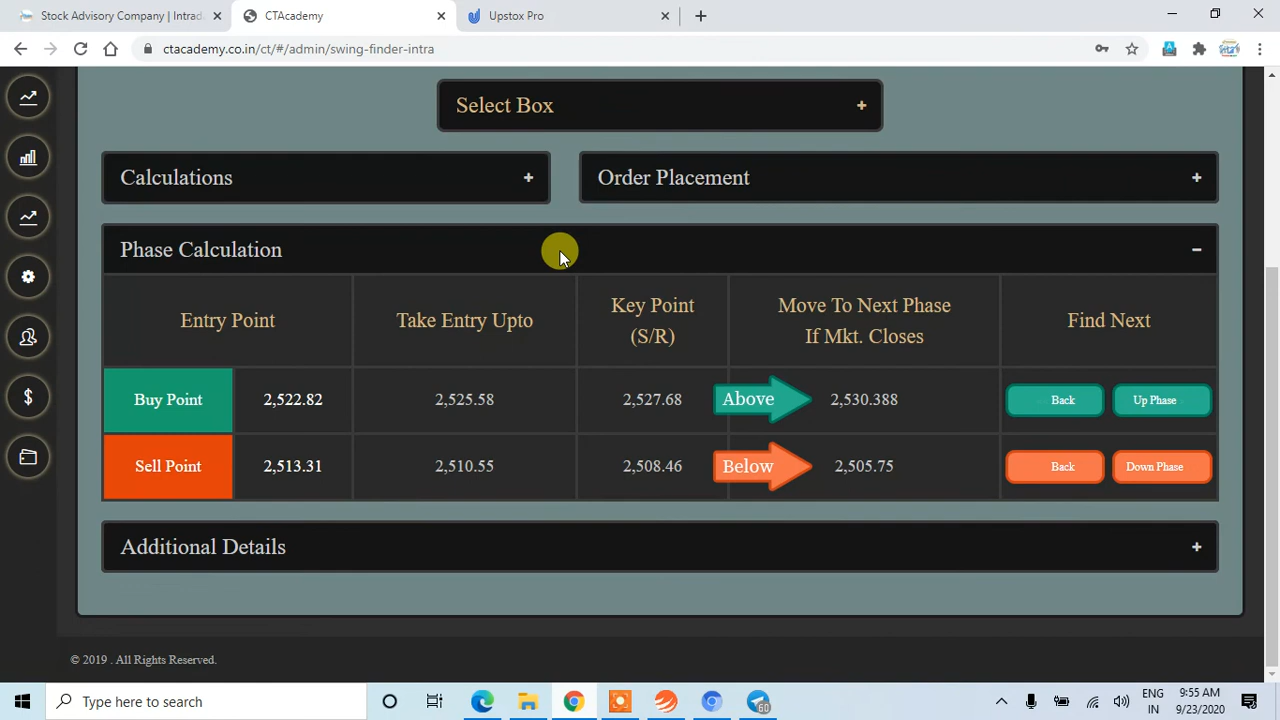 Stock Advisory Company | Intrad
CTAcademy
Upstox Pro
ctacademy.co.in/ct/#/admin/swing-finder-intra
Select Box +
Calculations +
Order Placement +
Phase Calculation −
Entry Point
Take Entry Upto
Key Point
(S/R)
Move To Next Phase
If Mkt. Closes
Find Next
Buy Point 2,522.82 2,525.58 2,527.68 Above 2,530.388 Back Up Phase
Sell Point 2,513.31 2,510.55 2,508.46 Below 2,505.75 Back Down Phase
Additional Details +
© 2019 . All Rights Reserved.
Type here to search
60
ENG
IN
9:55 AM
9/23/2020